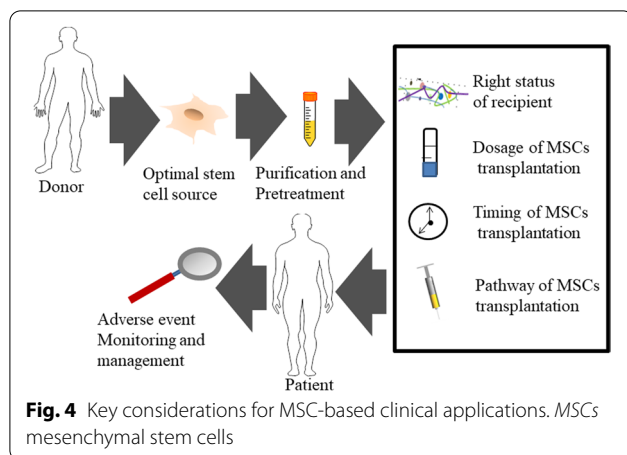 Donor
Optimal stem
cell source
Purification and
Pretreatment
Right status
of recipient
Dosage of MSCs
transplantation
Timing of MSCs
transplantation
Pathway of MSCs
transplantation
Patient
Adverse event
Monitoring and
management
Fig. 4 Key considerations for MSC-based clinical applications. MSCs
mesenchymal stem cells